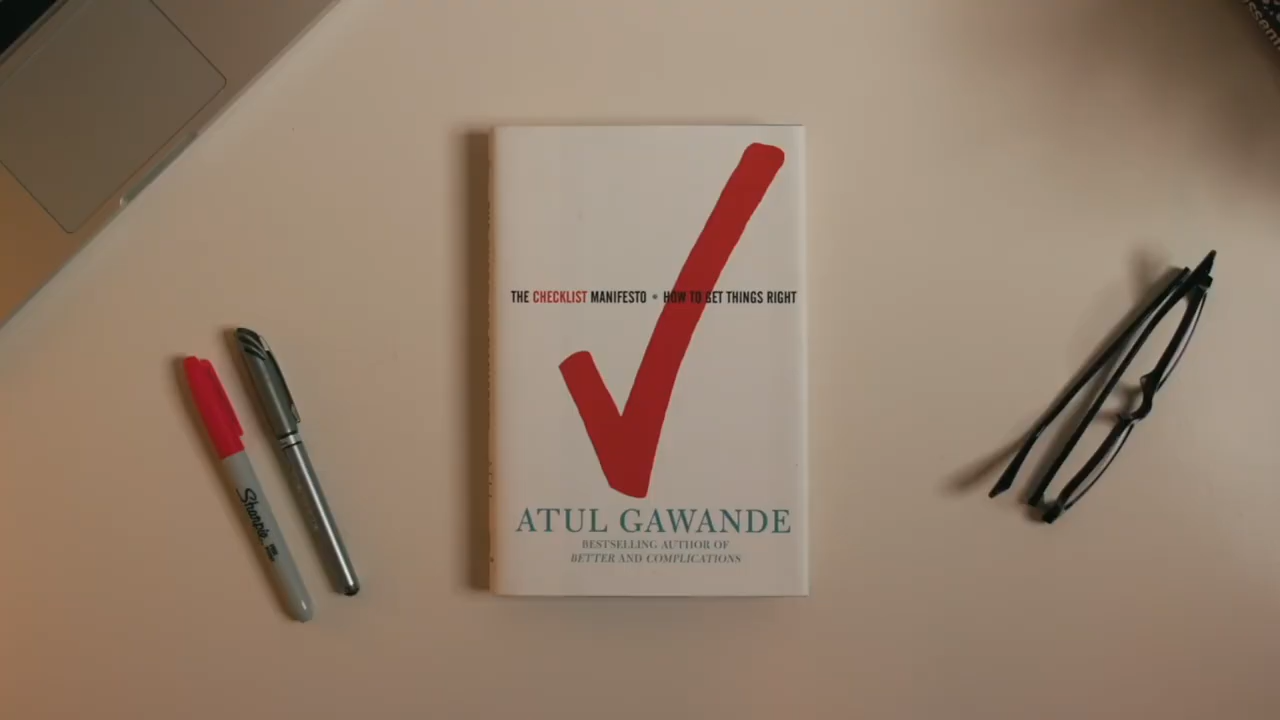 THE CHECKLIST MANIFESTO • HOW TO GET THINGS RIGHT
ATUL GAWANDE
BESTSELLING AUTHOR OF
BETTER AND COMPLICATIONS
Sharpie